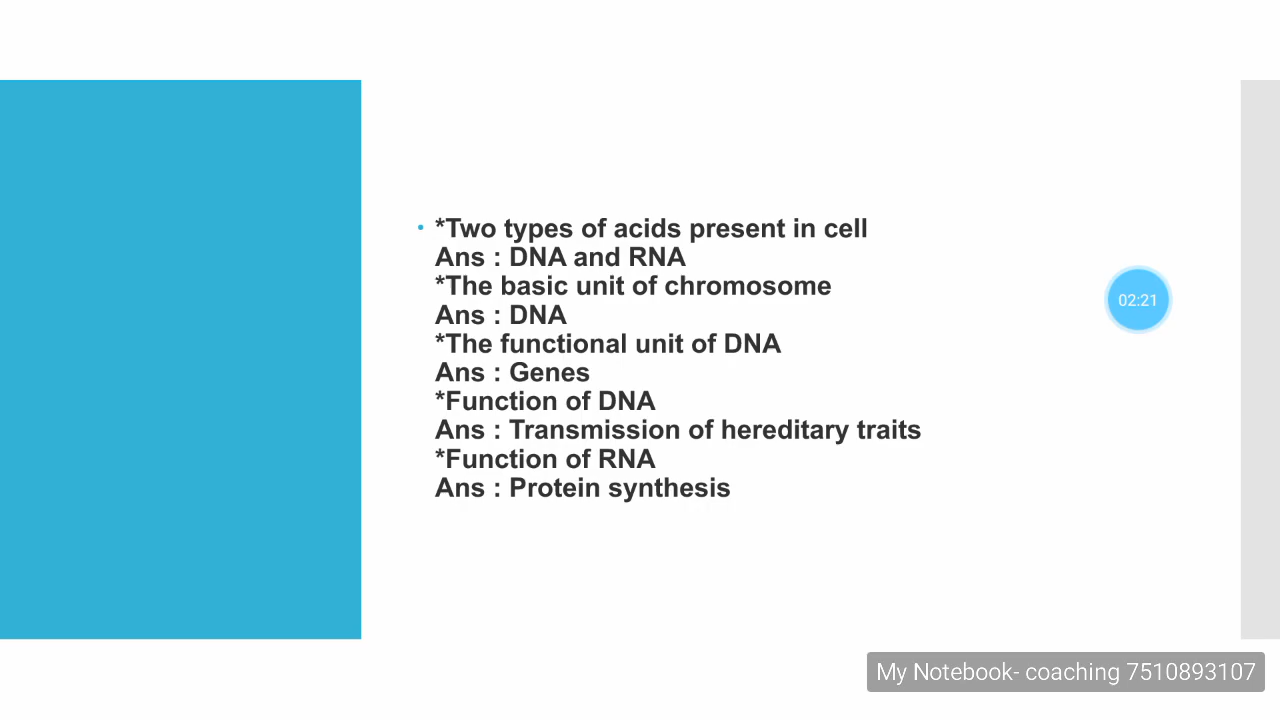 *Two types of acids present in cell
Ans : DNA and RNA
*The basic unit of chromosome
Ans : DNA
*The functional unit of DNA
Ans : Genes
*Function of DNA
Ans : Transmission of hereditary traits
*Function of RNA
Ans : Protein synthesis
02:21
My Notebook- coaching 7510893107